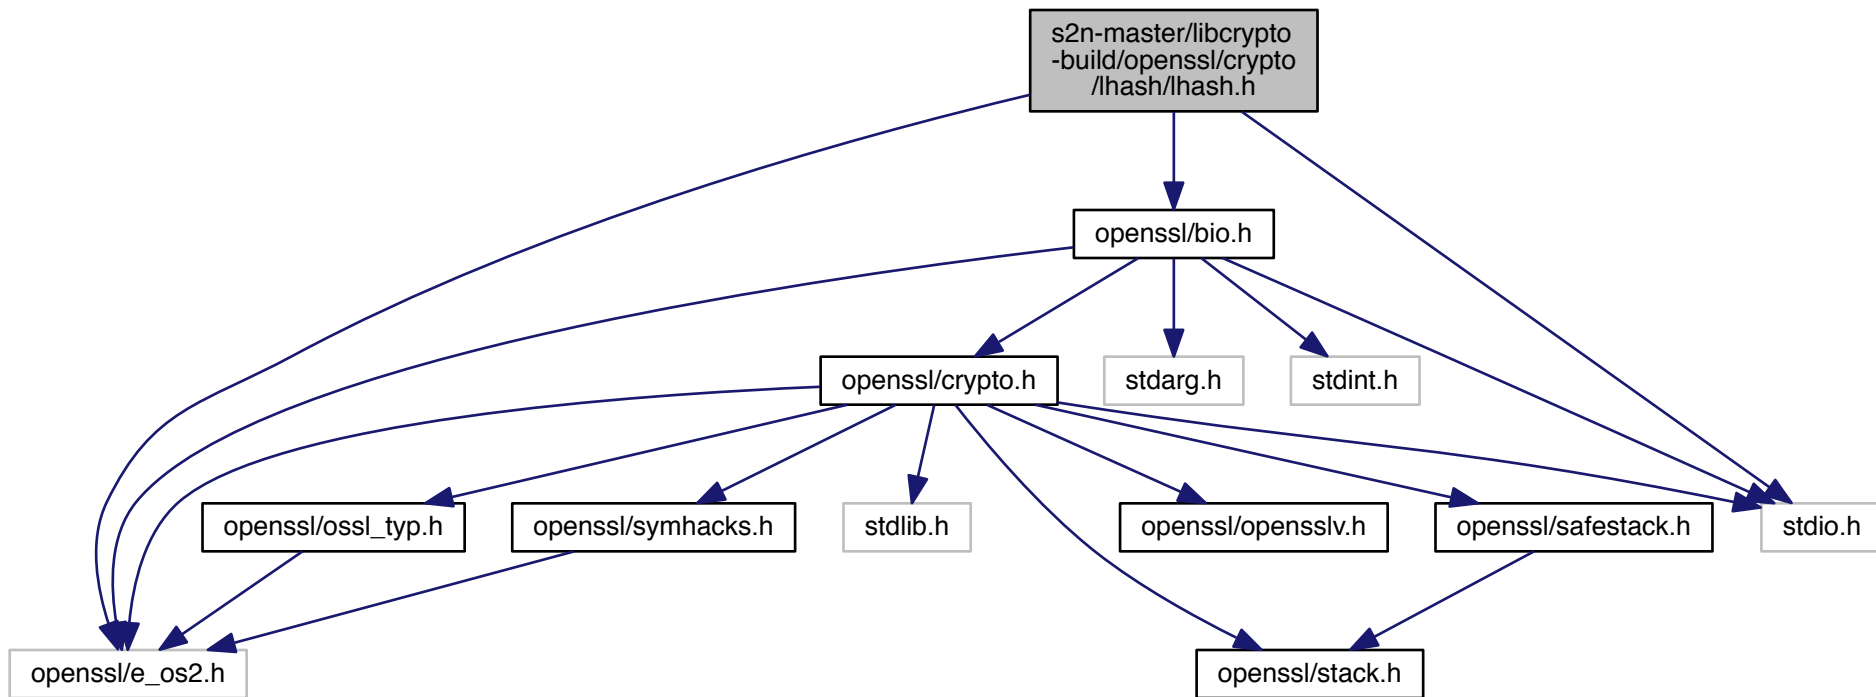 s2n-master/libcrypto
-build/openssl/crypto
/lhash/lhash.h
openssl/bio.h
openssl/crypto.h
stdarg.h
stdint.h
openssl/ossl_typ.h
openssl/symhacks.h
stdlib.h
openssl/opensslv.h
openssl/safestack.h
stdio.h
openssl/e_os2.h
openssl/stack.h